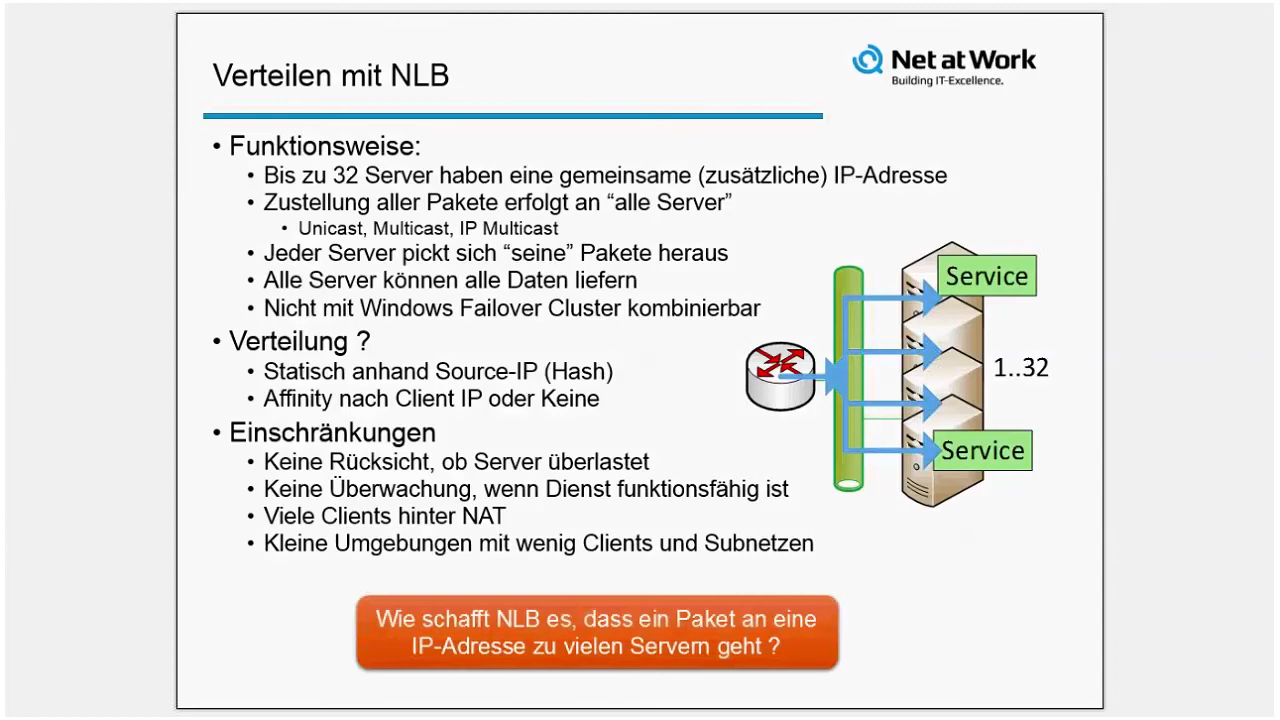 Verteilen mit NLB
Net at Work
Building IT-Excellence.
• Funktionsweise:
• Bis zu 32 Server haben eine gemeinsame (zusätzliche) IP-Adresse
• Zustellung aller Pakete erfolgt an “alle Server”
• Unicast, Multicast, IP Multicast
• Jeder Server pickt sich “seine” Pakete heraus
• Alle Server können alle Daten liefern
• Nicht mit Windows Failover Cluster kombinierbar
• Verteilung ?
• Statisch anhand Source-IP (Hash)
• Affinity nach Client IP oder Keine
• Einschränkungen
• Keine Rücksicht, ob Server überlastet
• Keine Überwachung, wenn Dienst funktionsfähig ist
• Viele Clients hinter NAT
• Kleine Umgebungen mit wenig Clients und Subnetzen
Service
1..32
Service
Wie schafft NLB es, dass ein Paket an eine
IP-Adresse zu vielen Servern geht ?